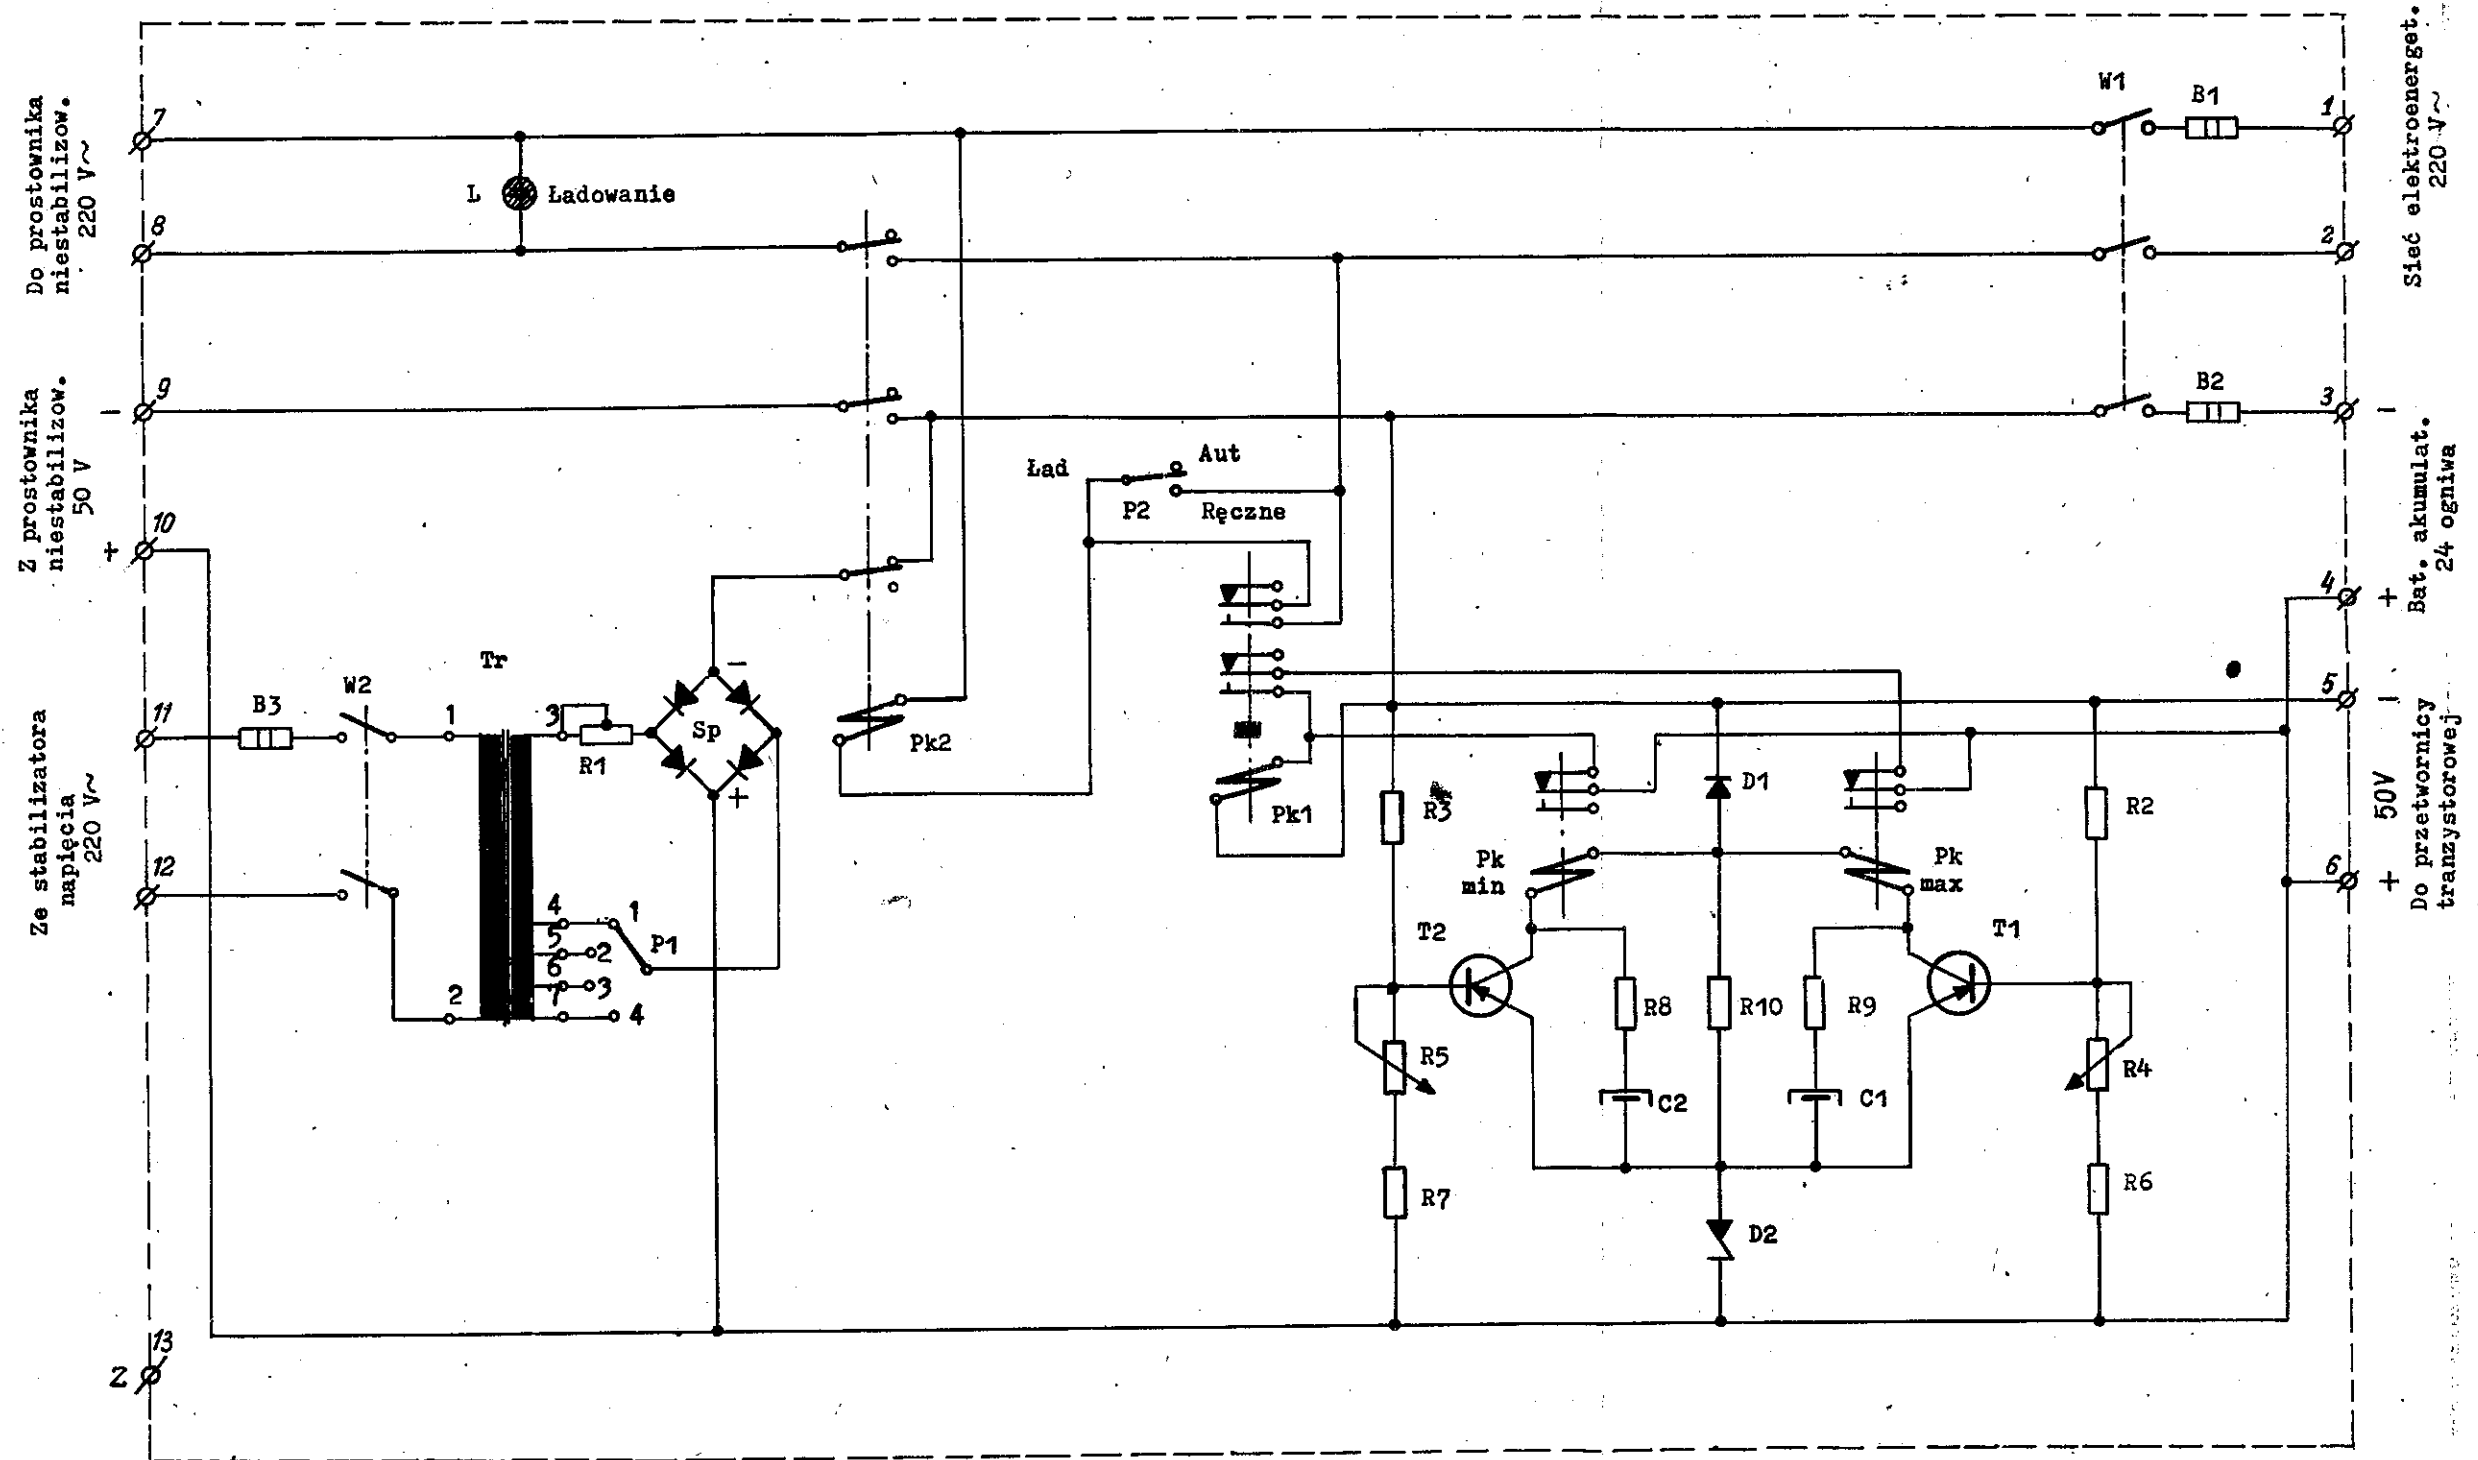 Do prostownika
niestabilizow.
220 V~
7
8
L
Ładowanie
W1
B1
1
2
Sieć elektroenerget.
220 V~
Z prostownika
niestabilizow.
50 V
-
9
+
10
B2
3
-
Bat. akumulat.
24 ogniwa
4
+
Ład
Aut
P2
Ręczne
Ze stabilizatora
napięcia
220 V~
11
12
B3
W2
Tr
1
2
3
R1
4
5
6
7
1
2
3
4
P1
-
Sp
+
Pk2
Pk1
R3
D1
R2
5
-
50V
6
+
Do przetwornicy
tranzystorowej
Pk
min
Pk
max
T2
T1
R8
R10
R9
R5
R4
C2
C1
R7
R6
D2
13
Z